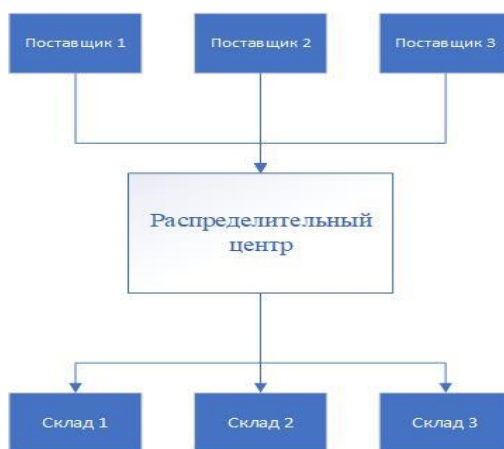 Поставщик 1
Поставщик 2
Поставщик 3
Распределительный
центр
Склад 1
Склад 2
Склад 3